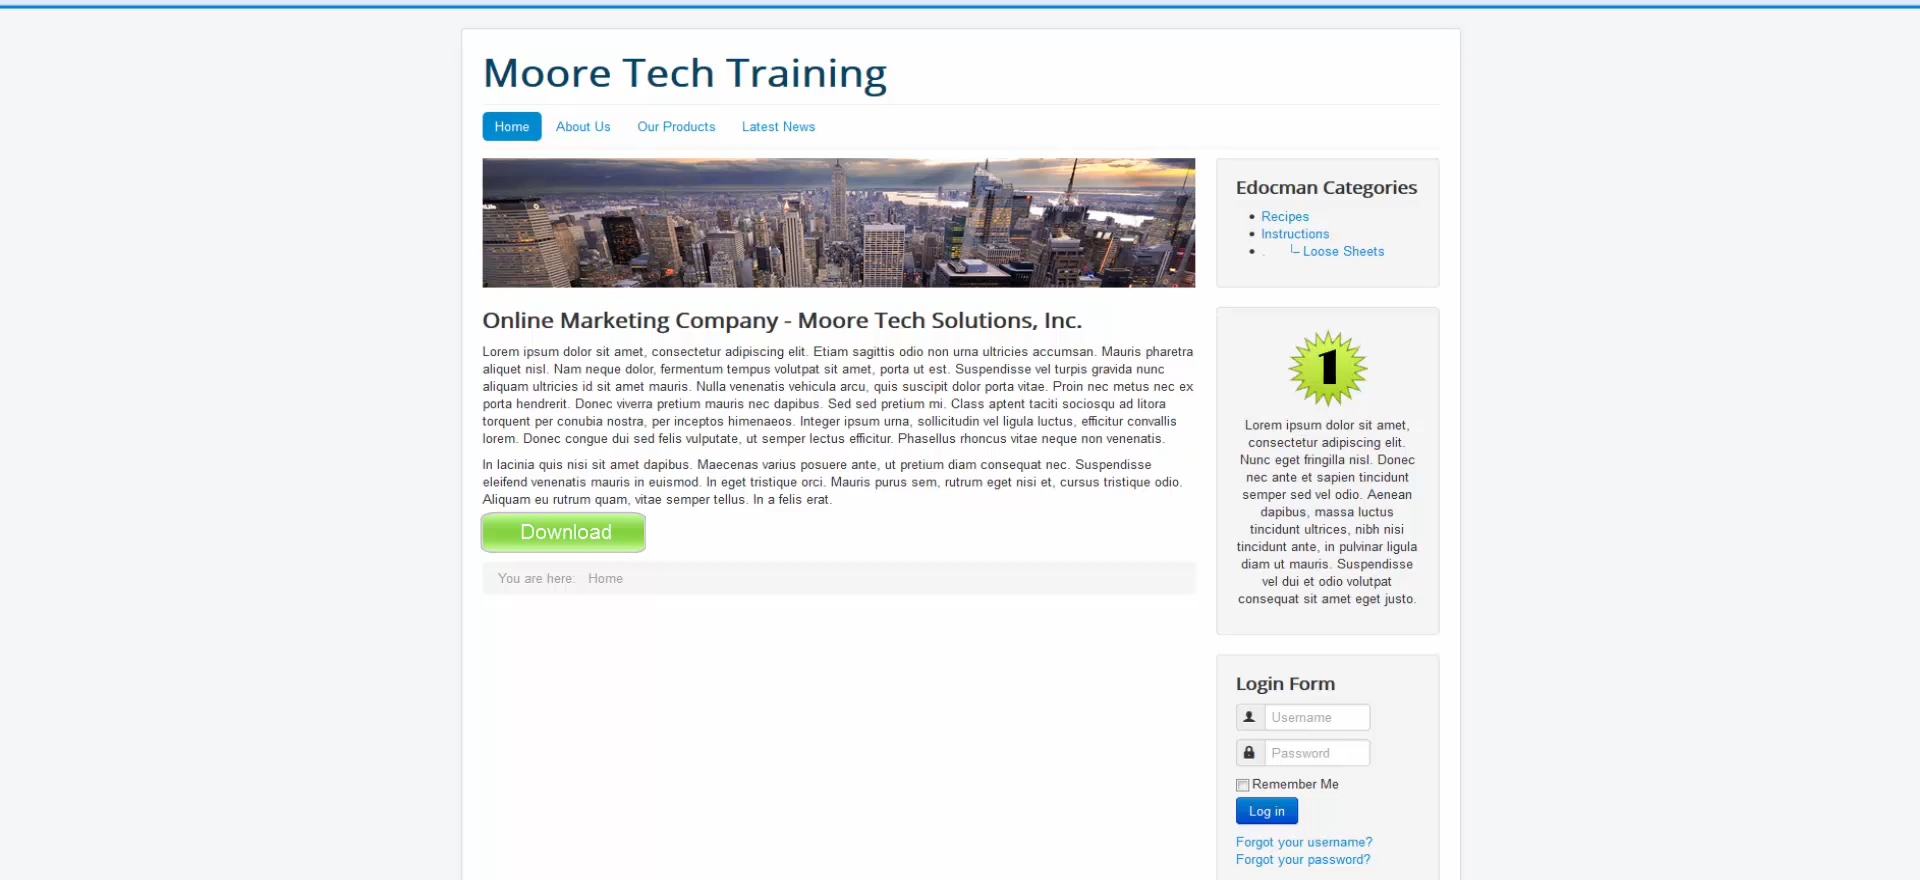 Moore Tech Training
Home About Us Our Products Latest News
Edocman Categories
Recipes
Instructions
Loose Sheets
Online Marketing Company - Moore Tech Solutions, Inc.
Lorem ipsum dolor sit amet, consectetur adipiscing elit. Etiam sagittis odio non urna ultricies accumsan. Mauris pharetra
aliquet nisl. Nam neque dolor, fermentum tempus volutpat sit amet, porta ut est. Suspendisse vel turpis gravida nunc
aliquam ultricies id sit amet mauris. Nulla venenatis vehicula arcu, quis suscipit dolor porta vitae. Proin nec metus nec ex
porta hendrerit. Donec viverra pretium mauris nec dapibus. Sed sed pretium mi. Class aptent taciti sociosqu ad litora
torquent per conubia nostra, per inceptos himenaeos. Integer ipsum urna, sollicitudin vel ligula luctus, efficitur convallis
lorem. Donec congue dui sed felis vulputate, ut semper lectus efficitur. Phasellus rhoncus vitae neque non venenatis.
In lacinia quis nisi sit amet dapibus. Maecenas varius posuere ante, ut pretium diam consequat nec. Suspendisse
eleifend venenatis mauris in euismod. In eget tristique orci. Mauris purus sem, rutrum eget nisi et, cursus tristique odio.
Aliquam eu rutrum quam, vitae semper tellus. In a felis erat.
Download
You are here: Home
1
Lorem ipsum dolor sit amet,
consectetur adipiscing elit.
Nunc eget fringilla nisl. Donec
nec ante et sapien tincidunt
semper sed vel odio. Aenean
dapibus, massa luctus
tincidunt ultrices, nibh nisi
tincidunt ante, in pulvinar ligula
diam ut mauris. Suspendisse
vel dui et odio volutpat
consequat sit amet eget justo.
Login Form
Username
Password
Remember Me
Log in
Forgot your username?
Forgot your password?